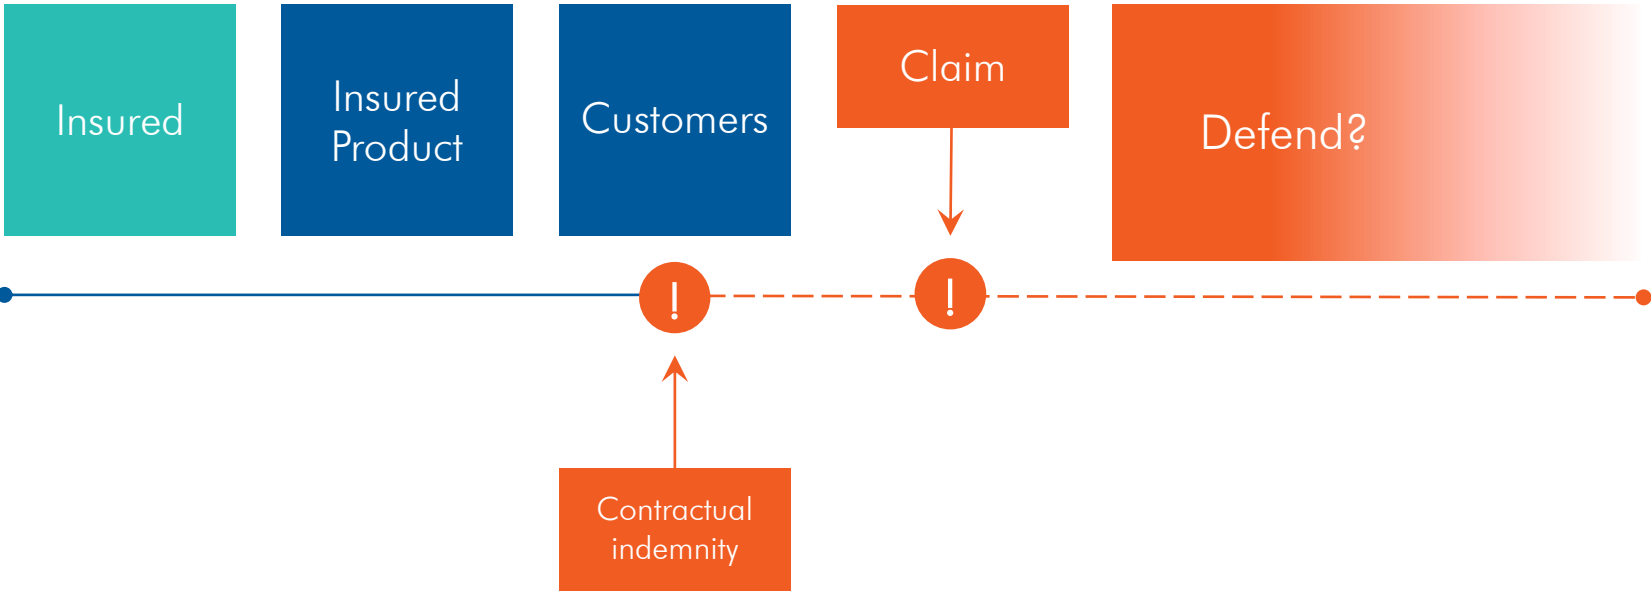 Insured
Insured
Product
Customers
Claim
Defend?
!
!
Contractual
indemnity